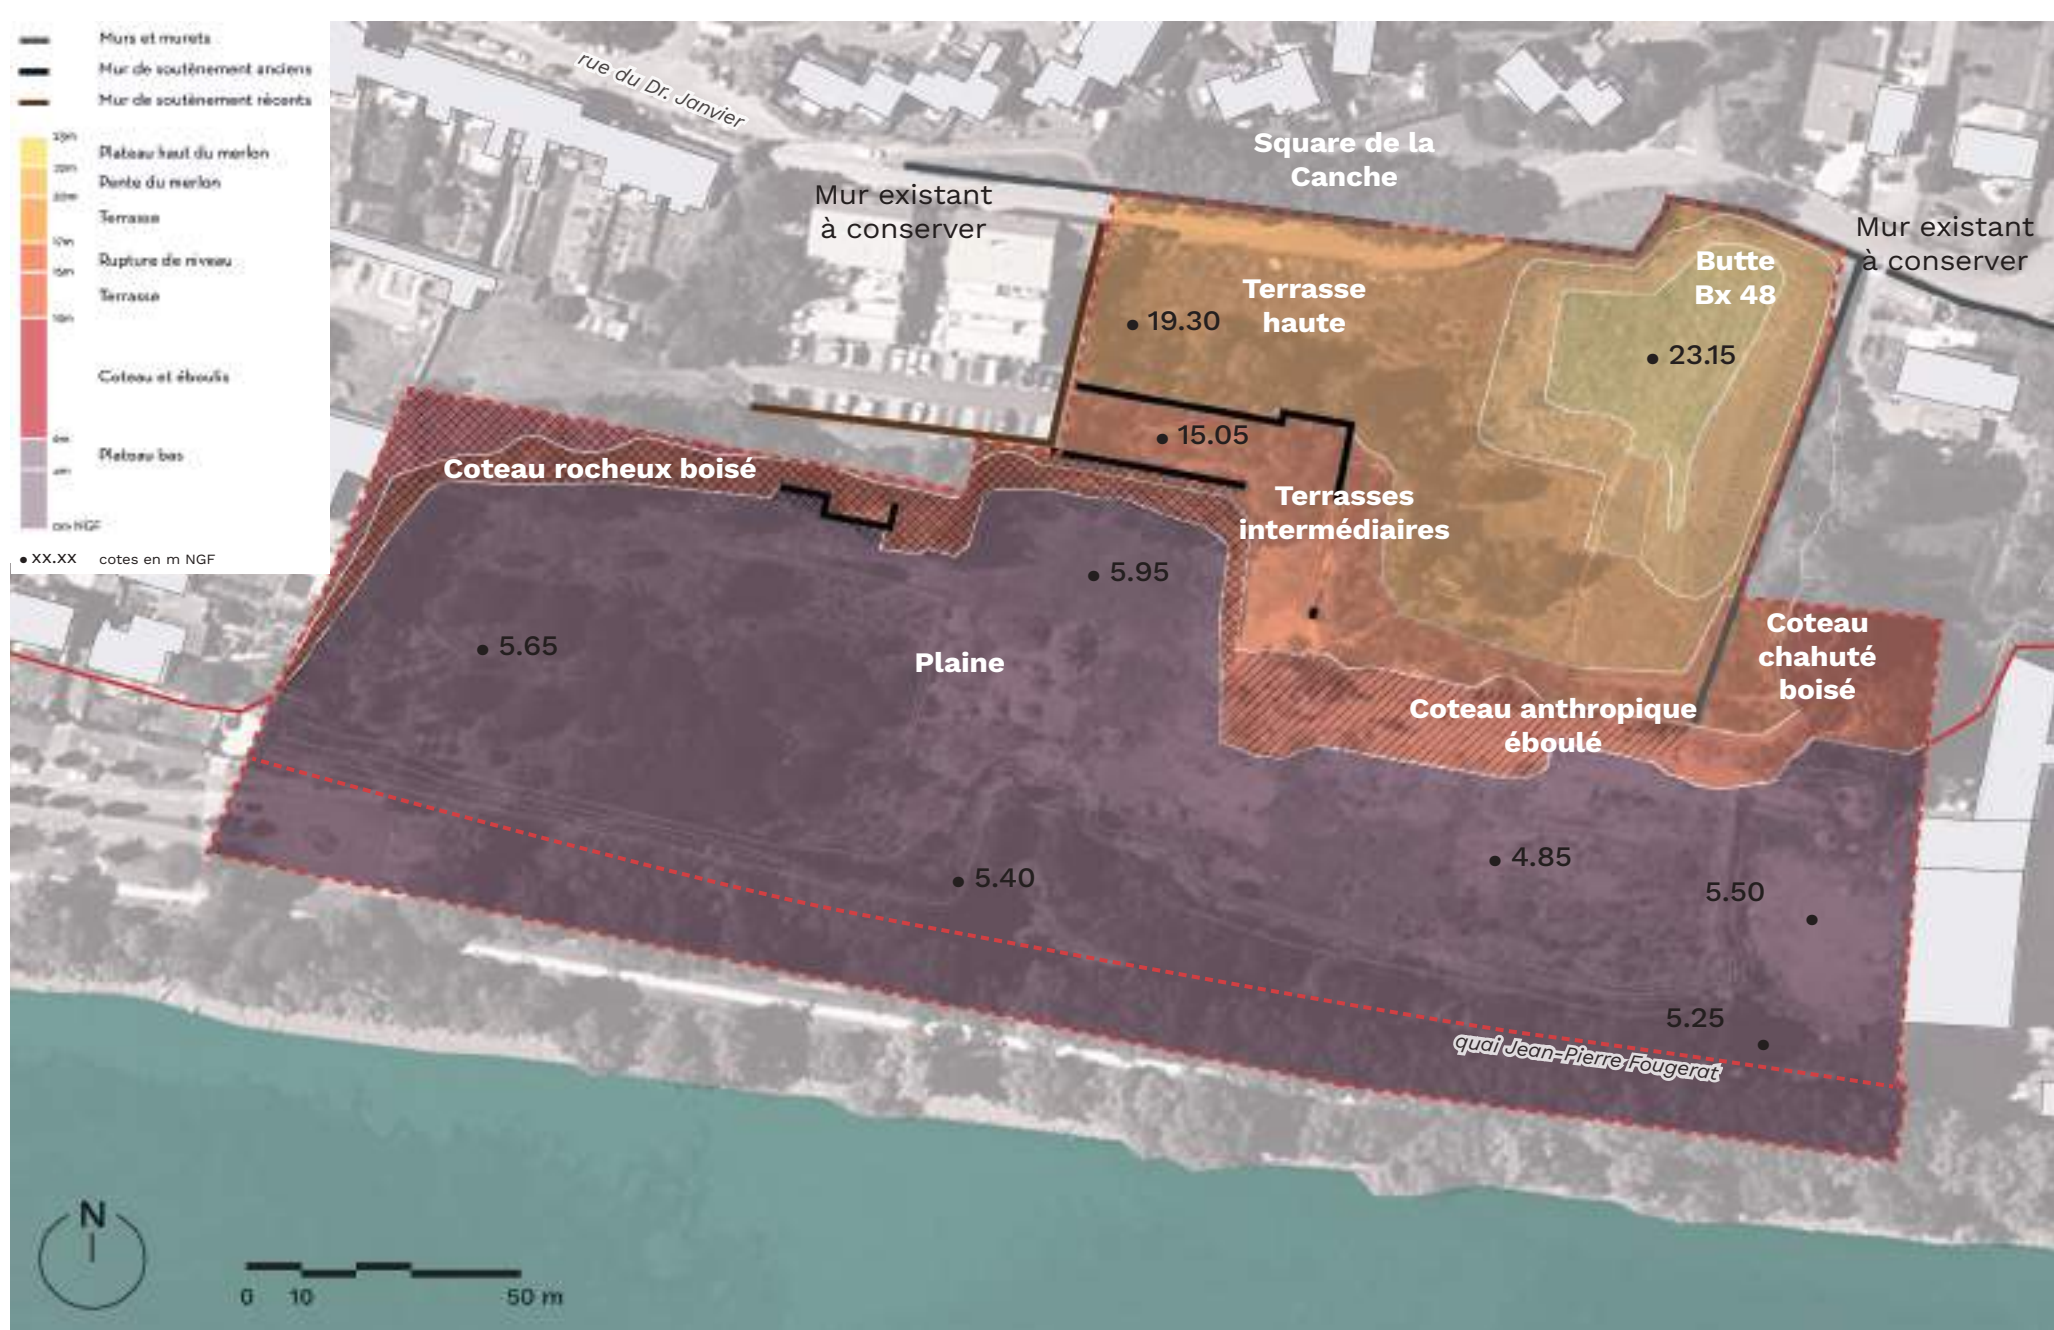 Murs et murets
Mur de soutènement anciens
Mur de soutènement récents
23m
Plateau haut du merlon
Pente du merlon
Terrasse
Rupture de niveau
Terrasse
Coteau et éboulis
Plateau bas
0m NGF
XX.XX cotes en m NGF
rue du Dr. Janvier
Square de la
Canche
Mur existant
à conserver
Mur existant
à conserver
Butte
Bx 48
Terrasse
haute
19.30
23.15
15.05
Coteau rocheux boisé
Terrasses
intermédiaires
5.95
5.65
Plaine
Coteau
chahuté
boisé
Coteau anthropique
éboulé
4.85
5.40
5.50
5.25
quai Jean-Pierre Fougerat
N
0 10 50 m